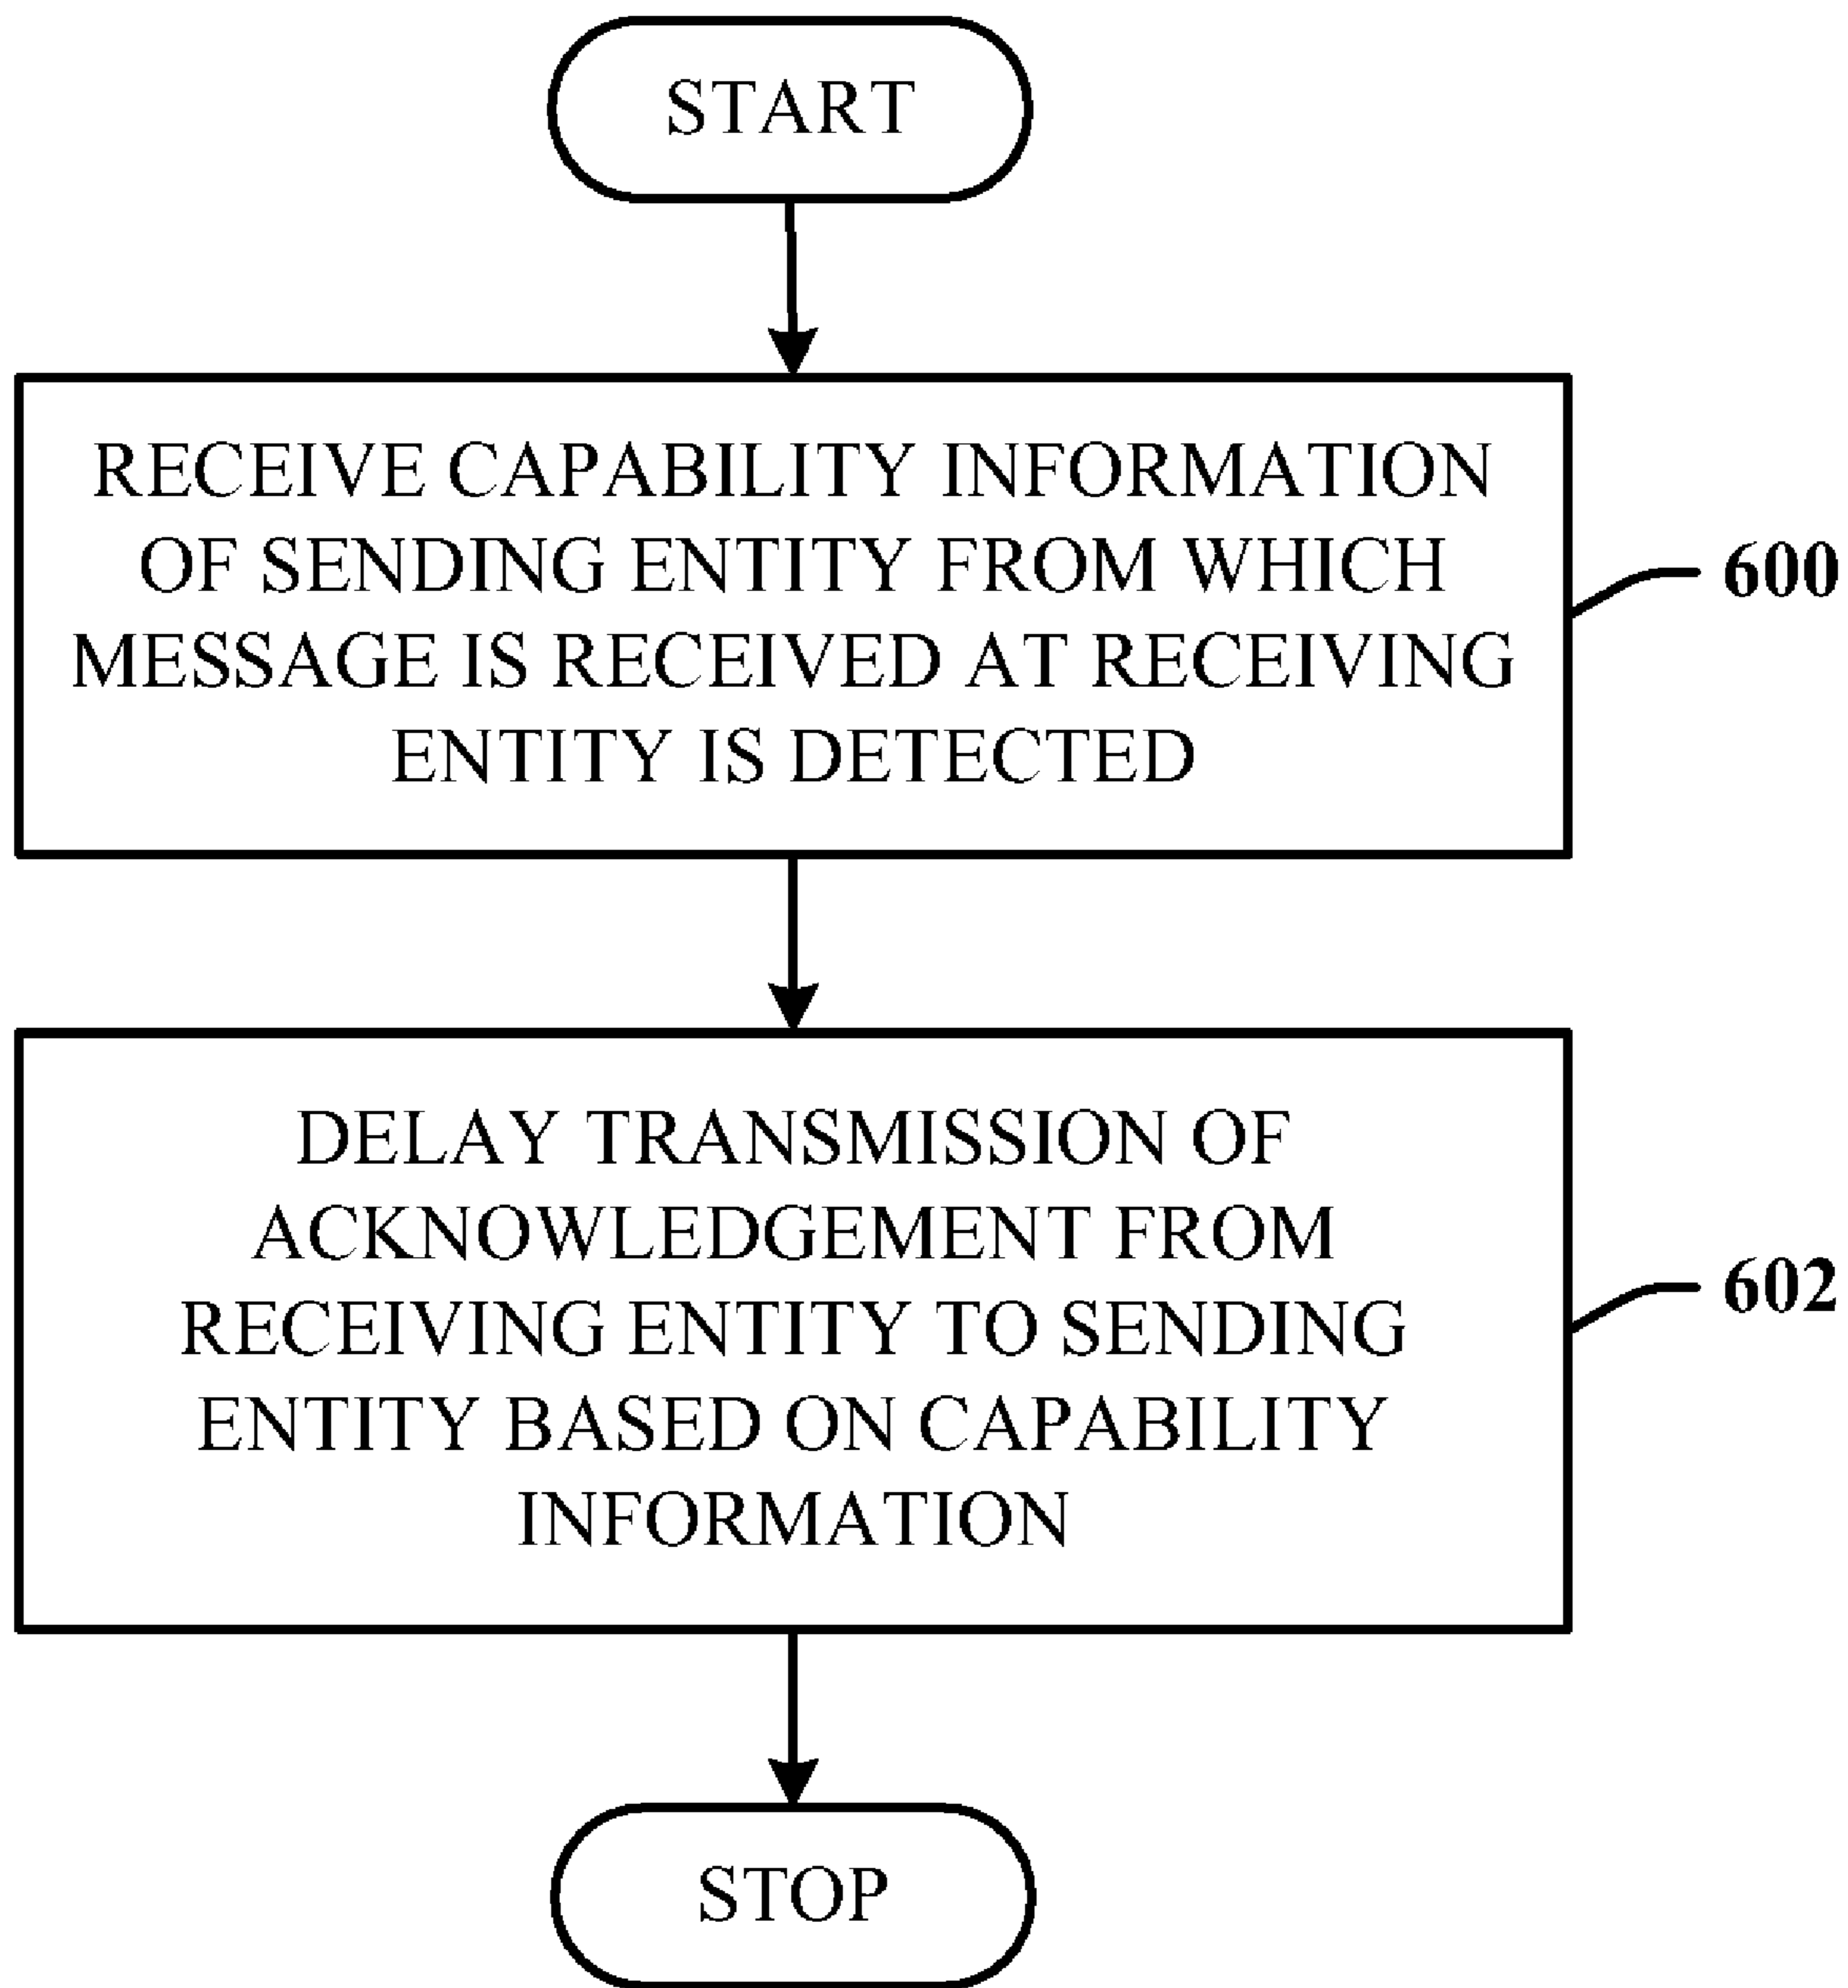 START
RECEIVE CAPABILITY INFORMATION
OF SENDING ENTITY FROM WHICH
MESSAGE IS RECEIVED AT RECEIVING
ENTITY IS DETECTED
600
DELAY TRANSMISSION OF
ACKNOWLEDGEMENT FROM
RECEIVING ENTITY TO SENDING
ENTITY BASED ON CAPABILITY
INFORMATION
602
STOP